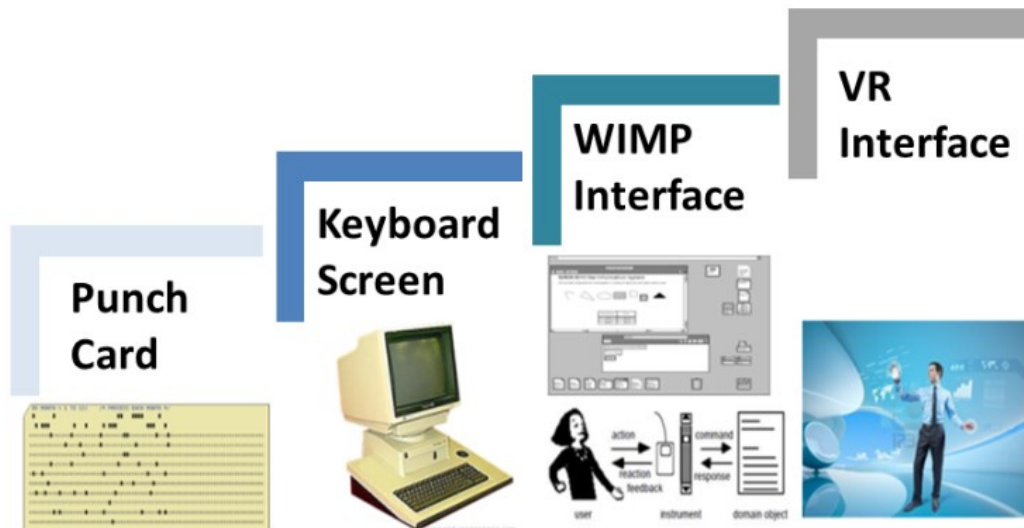 Punch
Card
Keyboard
Screen
WIMP
Interface
VR
Interface
action
reaction
feedback
command
response
user
instrument
domain object